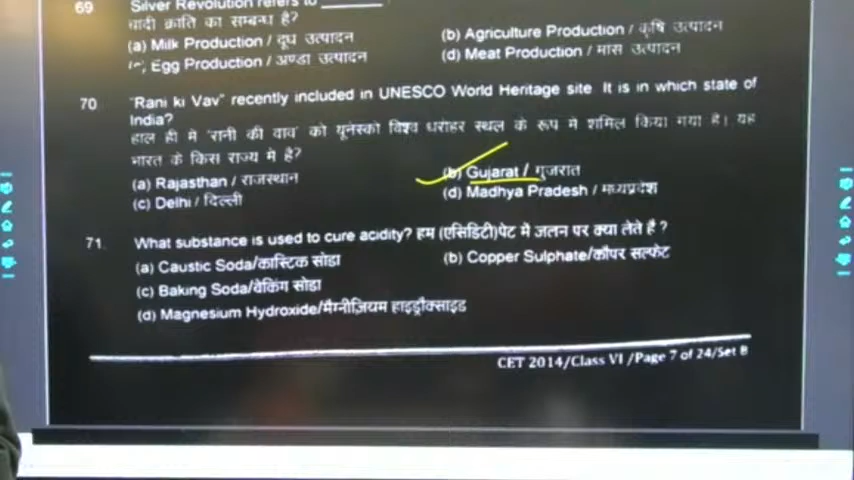 69 Silver Revolution refers to ______
चादी क्रांति का सम्बन्ध है?
(a) Milk Production / दूध उत्पादन (b) Agriculture Production / कृषि उत्पादन
Egg Production / अण्डा उत्पादन (d) Meat Production / मास उत्पादन
70 "Rani ki Vav" recently included in UNESCO World Heritage site It is in which state of
India?
हाल ही मे 'रानी की वाव' को यूनेस्को विश्व धरोहर स्थल के रूप मे शमिल किया गया है। यह
भारत के किस राज्य मे है?
(a) Rajasthan / राजस्थान (b) Gujarat / गुजरात
(c) Delhi / दिल्ली (d) Madhya Pradesh / मध्यप्रदेश
71. What substance is used to cure acidity? हम (एसिडिटी)पेट में जलन पर क्या लेते है ?
(a) Caustic Soda/कास्टिक सोडा (b) Copper Sulphate/कौपर सल्फेट
(c) Baking Soda/बेकिंग सोडा
(d) Magnesium Hydroxide/मैग्नीज़ियम हाइड्रौक्साइड
CET 2014/Class VI /Page 7 of 24/Set B